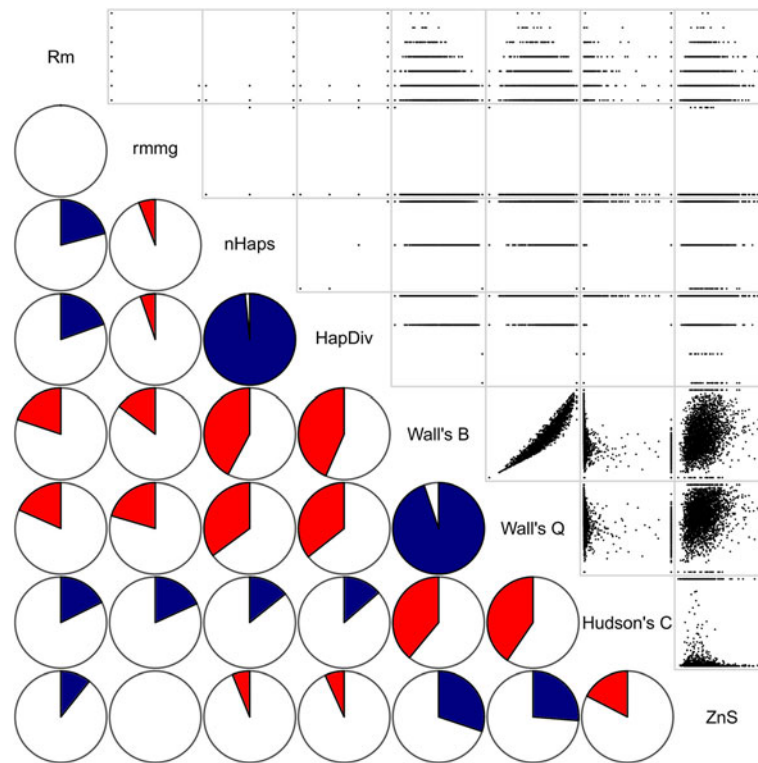 Rm
rmmg
nHaps
HapDiv
Wall's B
Wall's Q
Hudson's C
ZnS